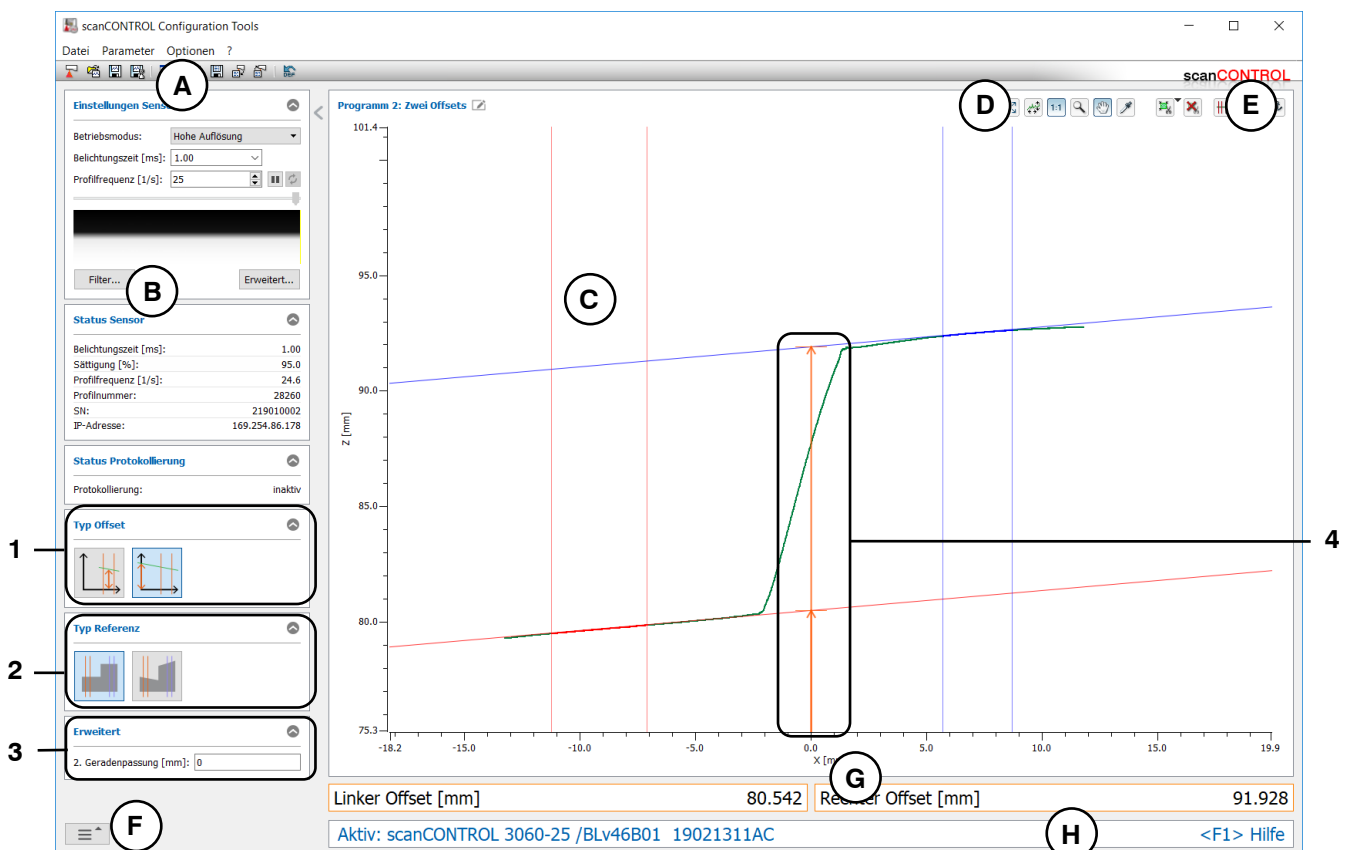 scanCONTROL Configuration Tools
Datei Parameter Optionen ?
scanCONTROL
A
Einstellungen Sens
Betriebsmodus: Hohe Auflösung
Belichtungszeit [ms]: 1.00
Profilfrequenz [1/s]: 25
Filter... Erweitert...
B
Status Sensor
Belichtungszeit [ms]: 1.00
Sättigung [%]: 95.0
Profilfrequenz [1/s]: 24.6
Profilnummer: 28260
SN: 219010002
IP-Adresse: 169.254.86.178
Status Protokollierung
Protokollierung: inaktiv
1
Typ Offset
2
Typ Referenz
3
Erweitert
2. Geradenpassung [mm]: 0
F
Programm 2: Zwei Offsets
D
1:1
E
101.4
95.0
90.0
85.0
80.0
75.3
Z [mm]
C
4
-18.2 -15.0 -10.0 -5.0 0.0 5.0 10.0 15.0 19.9
X [m
G
Linker Offset [mm] 80.542
Rechter Offset [mm] 91.928
Aktiv: scanCONTROL 3060-25 /BLv46B01 19021311AC
H
<F1> Hilfe